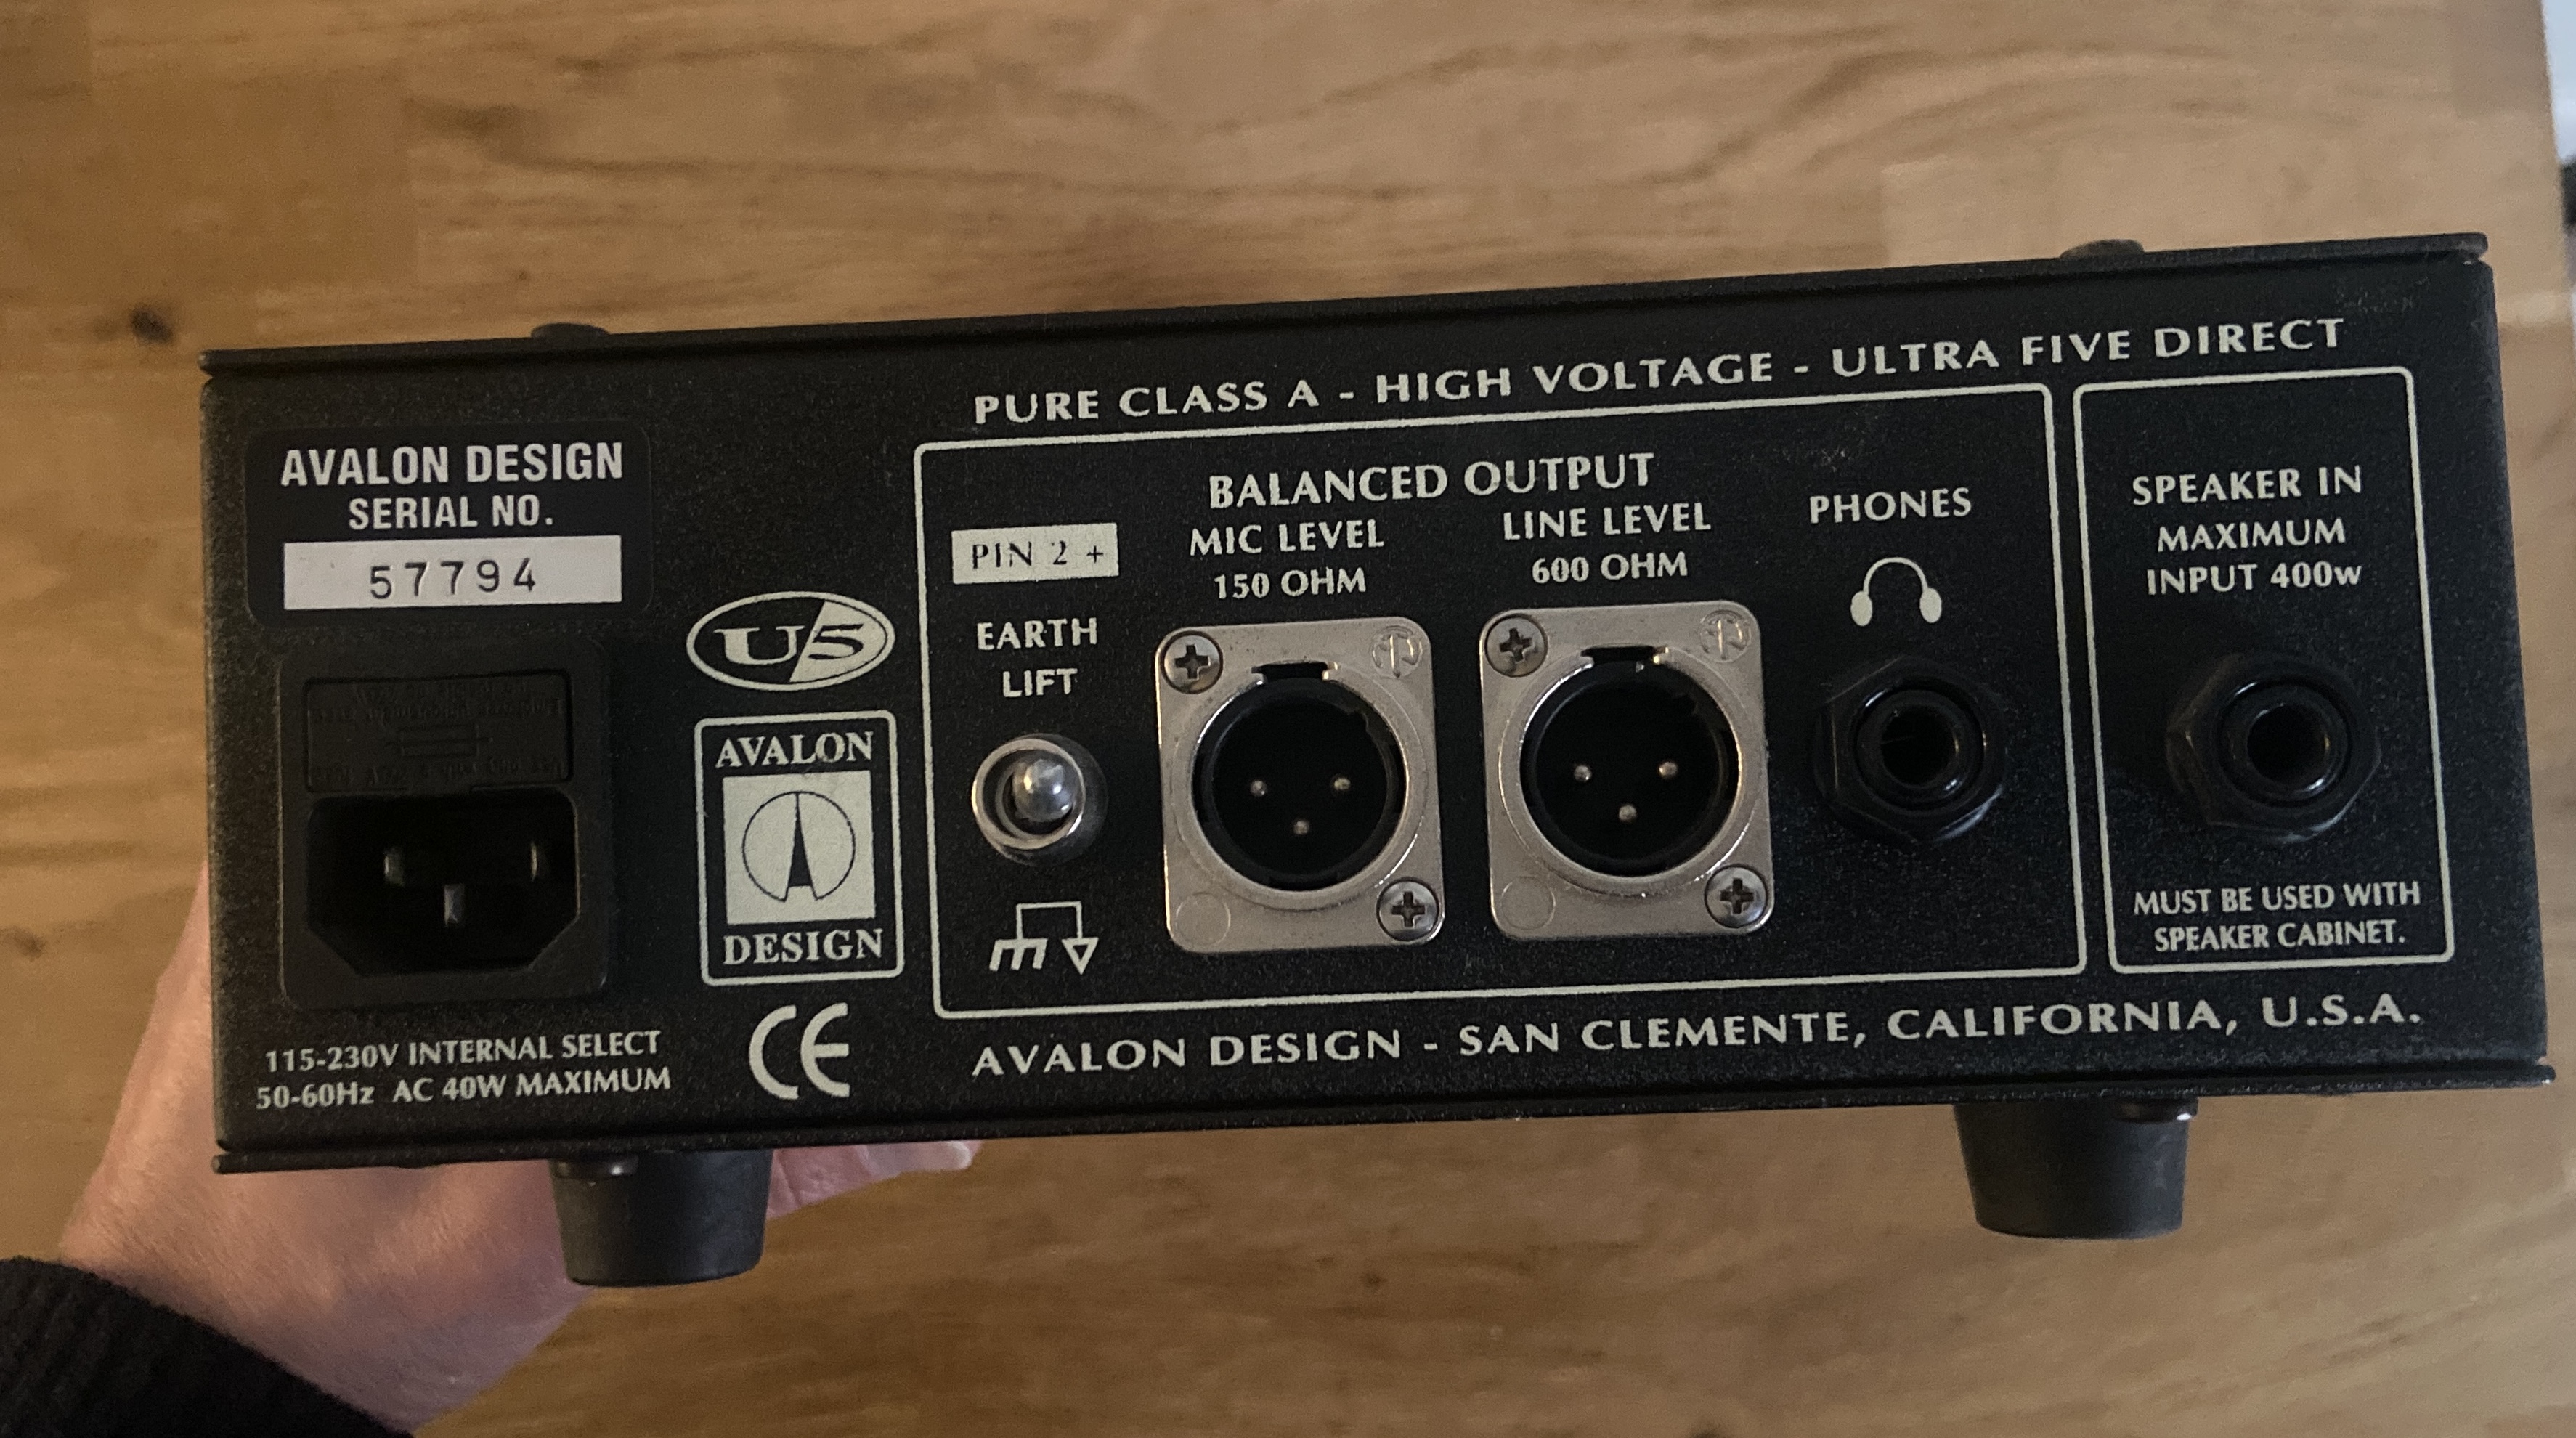 PURE CLASS A - HIGH VOLTAGE - ULTRA FIVE DIRECT
AVALON DESIGN
SERIAL NO.
57794
U/5
AVALON
DESIGN
CE
115-230V INTERNAL SELECT
50-60Hz AC 40W MAXIMUM
BALANCED OUTPUT
PIN 2 +
EARTH
LIFT
MIC LEVEL
150 OHM
LINE LEVEL
600 OHM
PHONES
SPEAKER IN
MAXIMUM
INPUT 400w
MUST BE USED WITH
SPEAKER CABINET.
AVALON DESIGN - SAN CLEMENTE, CALIFORNIA, U.S.A.